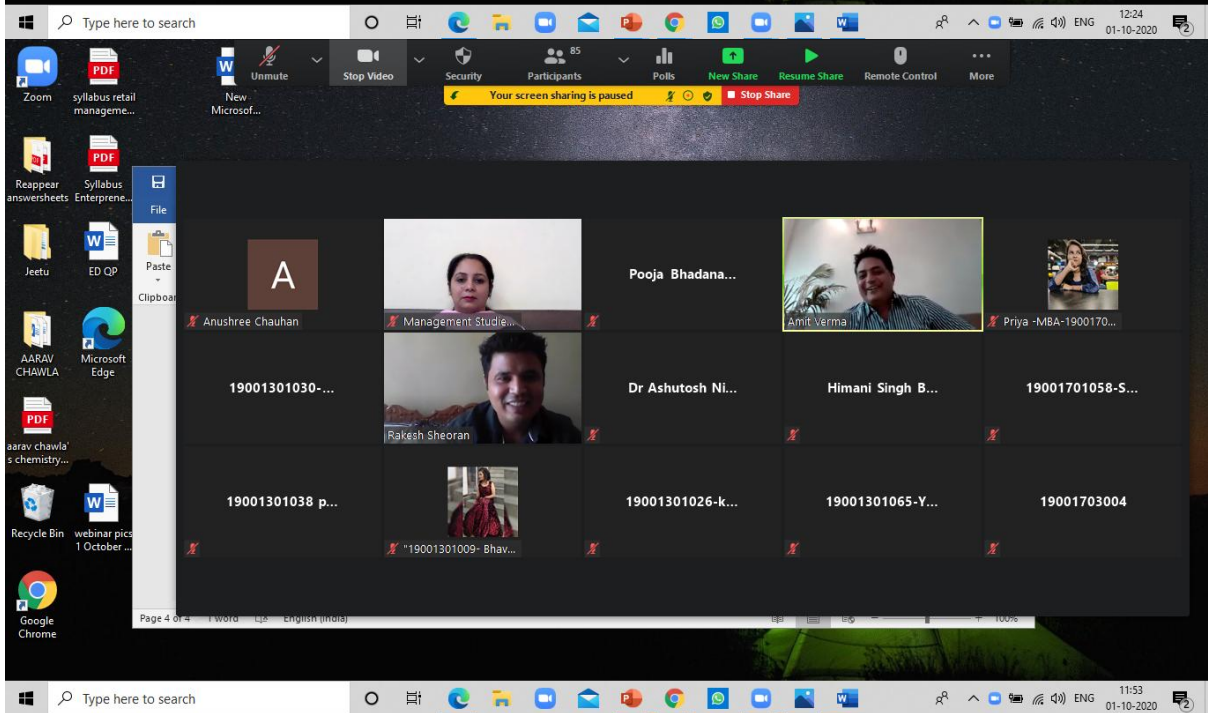 Type here to search
ENG
12:24
01-10-2020
2
Unmute
Stop Video
Security
85
Participants
Polls
New Share
Resume Share
Remote Control
More
Your screen sharing is paused
Stop Share
Zoom
PDF
syllabus retail
manageme...
W
New
Microsof...
Reappear
answersheets
PDF
Syllabus
Enterprene...
File
Paste
Clipboar
Jeetu
W
ED QP
AARAV
CHAWLA
Microsoft
Edge
PDF
aarav chawla'
s chemistry...
Recycle Bin
W
webinar pics
1 October ...
Google
Chrome
A
Anushree Chauhan
Management Studie...
Pooja Bhadana...
Amit Verma
Priya -MBA-1900170...
19001301030-...
Rakesh Sheoran
Dr Ashutosh Ni...
Himani Singh B...
19001701058-S...
19001301038 p...
"19001301009- Bhav...
19001301026-k...
19001301065-Y...
19001703004
Page 4 of 4
1 word
English (India)
100%
Type here to search
ENG
11:53
01-10-2020
2